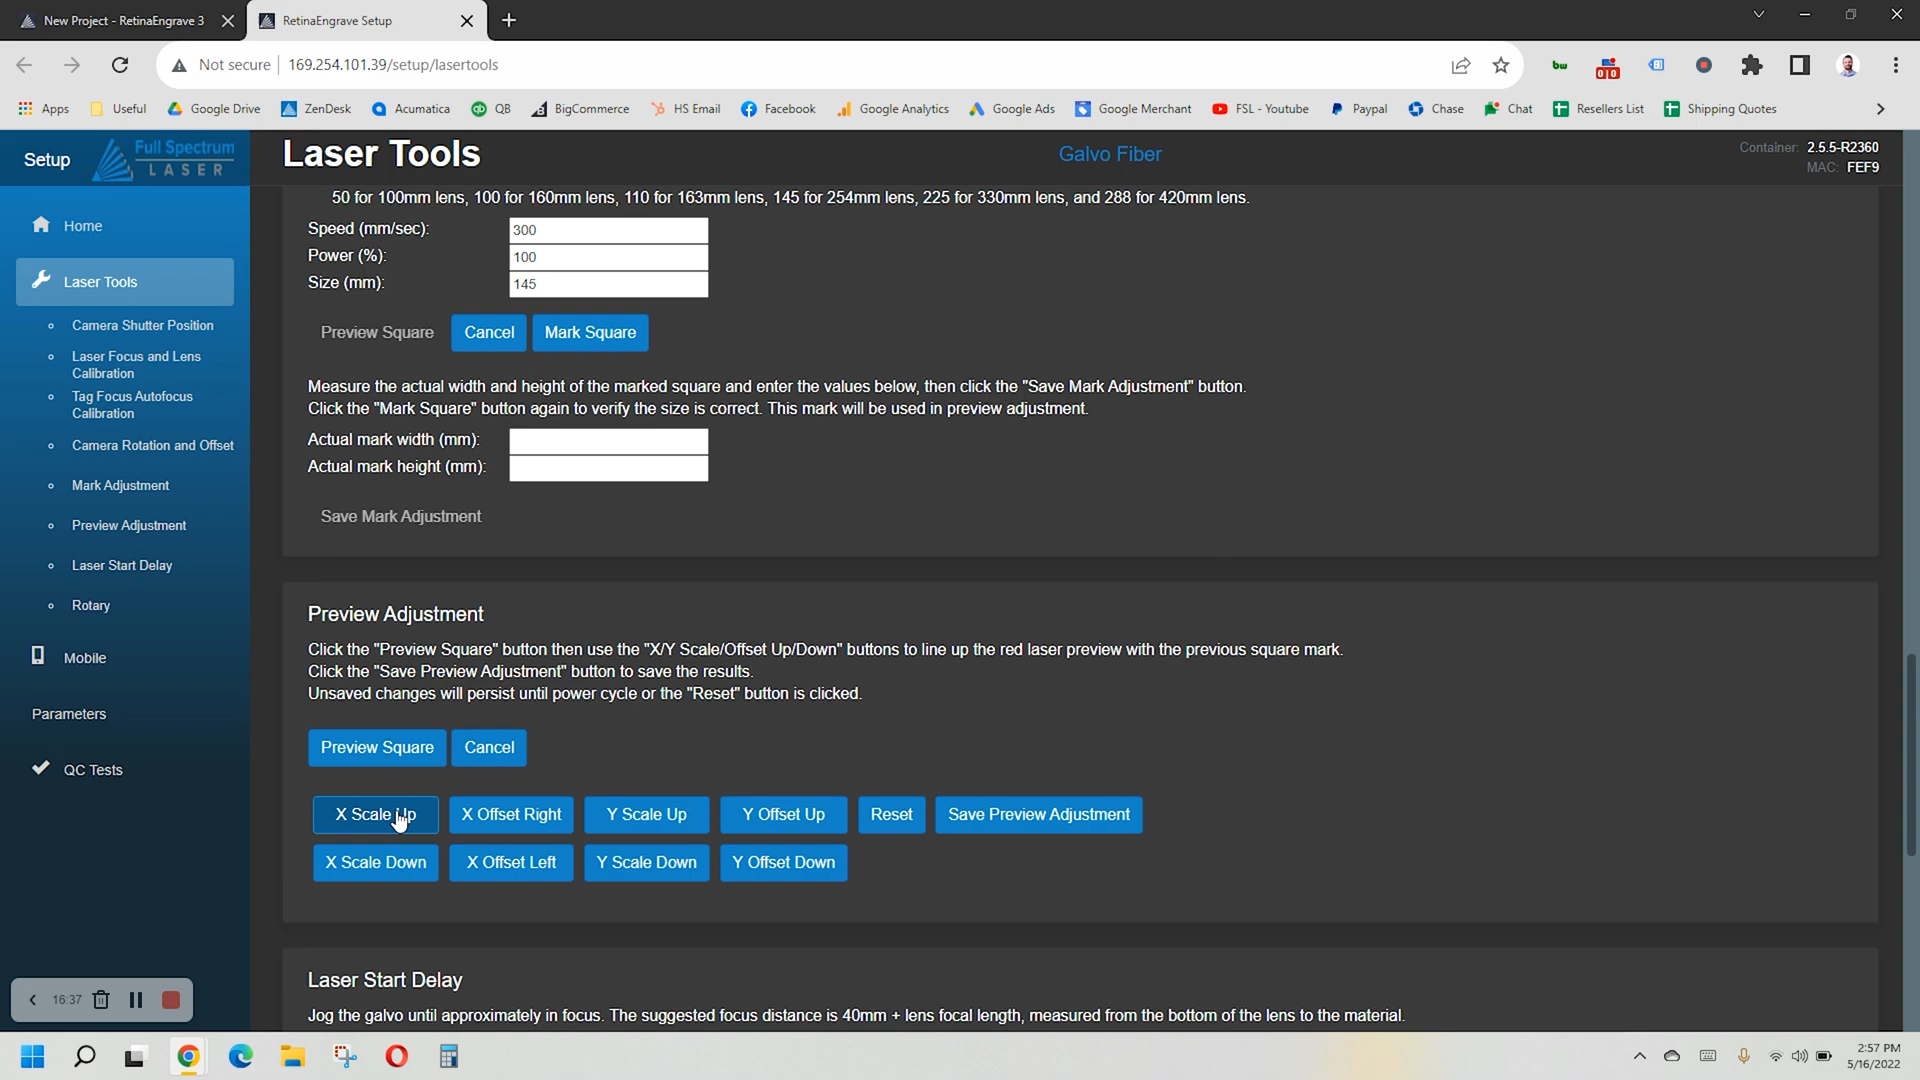 New Project - RetinaEngrave 3
RetinaEngrave Setup
Not secure
169.254.101.39/setup/lasertools
bw
0|0
Apps
Useful
Google Drive
ZenDesk
Acumatica
QB
BigCommerce
HS Email
Facebook
Google Analytics
Google Ads
Google Merchant
FSL - Youtube
Paypal
Chase
Chat
Resellers List
Shipping Quotes
Setup
Full Spectrum
LASER
Laser Tools
Galvo Fiber
Container: 2.5.5-R2360
MAC: FEF9
Home
Laser Tools
Camera Shutter Position
Laser Focus and Lens
Calibration
Tag Focus Autofocus
Calibration
Camera Rotation and Offset
Mark Adjustment
Preview Adjustment
Laser Start Delay
Rotary
Mobile
Parameters
QC Tests
50 for 100mm lens, 100 for 160mm lens, 110 for 163mm lens, 145 for 254mm lens, 225 for 330mm lens, and 288 for 420mm lens.
Speed (mm/sec): 300
Power (%): 100
Size (mm): 145
Preview Square
Cancel
Mark Square
Measure the actual width and height of the marked square and enter the values below, then click the "Save Mark Adjustment" button.
Click the "Mark Square" button again to verify the size is correct. This mark will be used in preview adjustment.
Actual mark width (mm):
Actual mark height (mm):
Save Mark Adjustment
Preview Adjustment
Click the "Preview Square" button then use the "X/Y Scale/Offset Up/Down" buttons to line up the red laser preview with the previous square mark.
Click the "Save Preview Adjustment" button to save the results.
Unsaved changes will persist until power cycle or the "Reset" button is clicked.
Preview Square
Cancel
X Scale Up
X Offset Right
Y Scale Up
Y Offset Up
Reset
Save Preview Adjustment
X Scale Down
X Offset Left
Y Scale Down
Y Offset Down
Laser Start Delay
Jog the galvo until approximately in focus. The suggested focus distance is 40mm + lens focal length, measured from the bottom of the lens to the material.
16:37
2:57 PM
5/16/2022